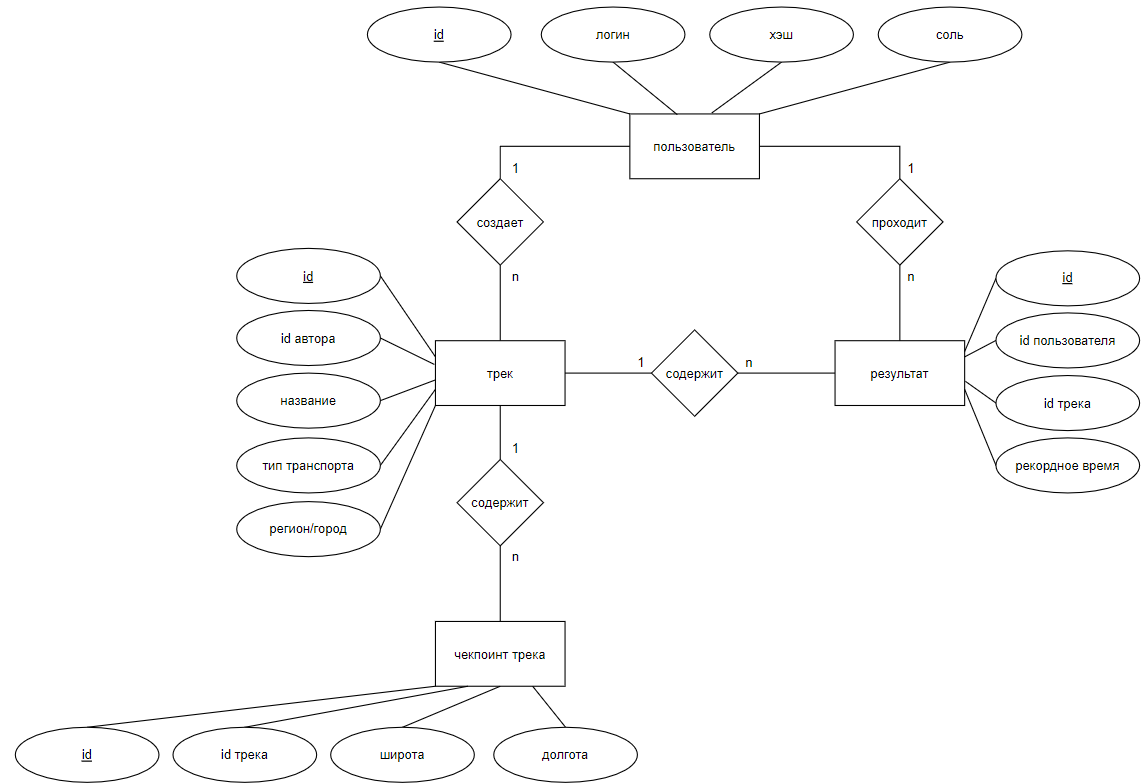 id
логин
хэш
соль
пользователь
1
1
создает
проходит
n
n
id
id автора
название
тип транспорта
регион/город
трек
1
содержит
n
результат
id
id пользователя
id трека
рекордное время
1
содержит
n
чекпоинт трека
id
id трека
широта
долгота